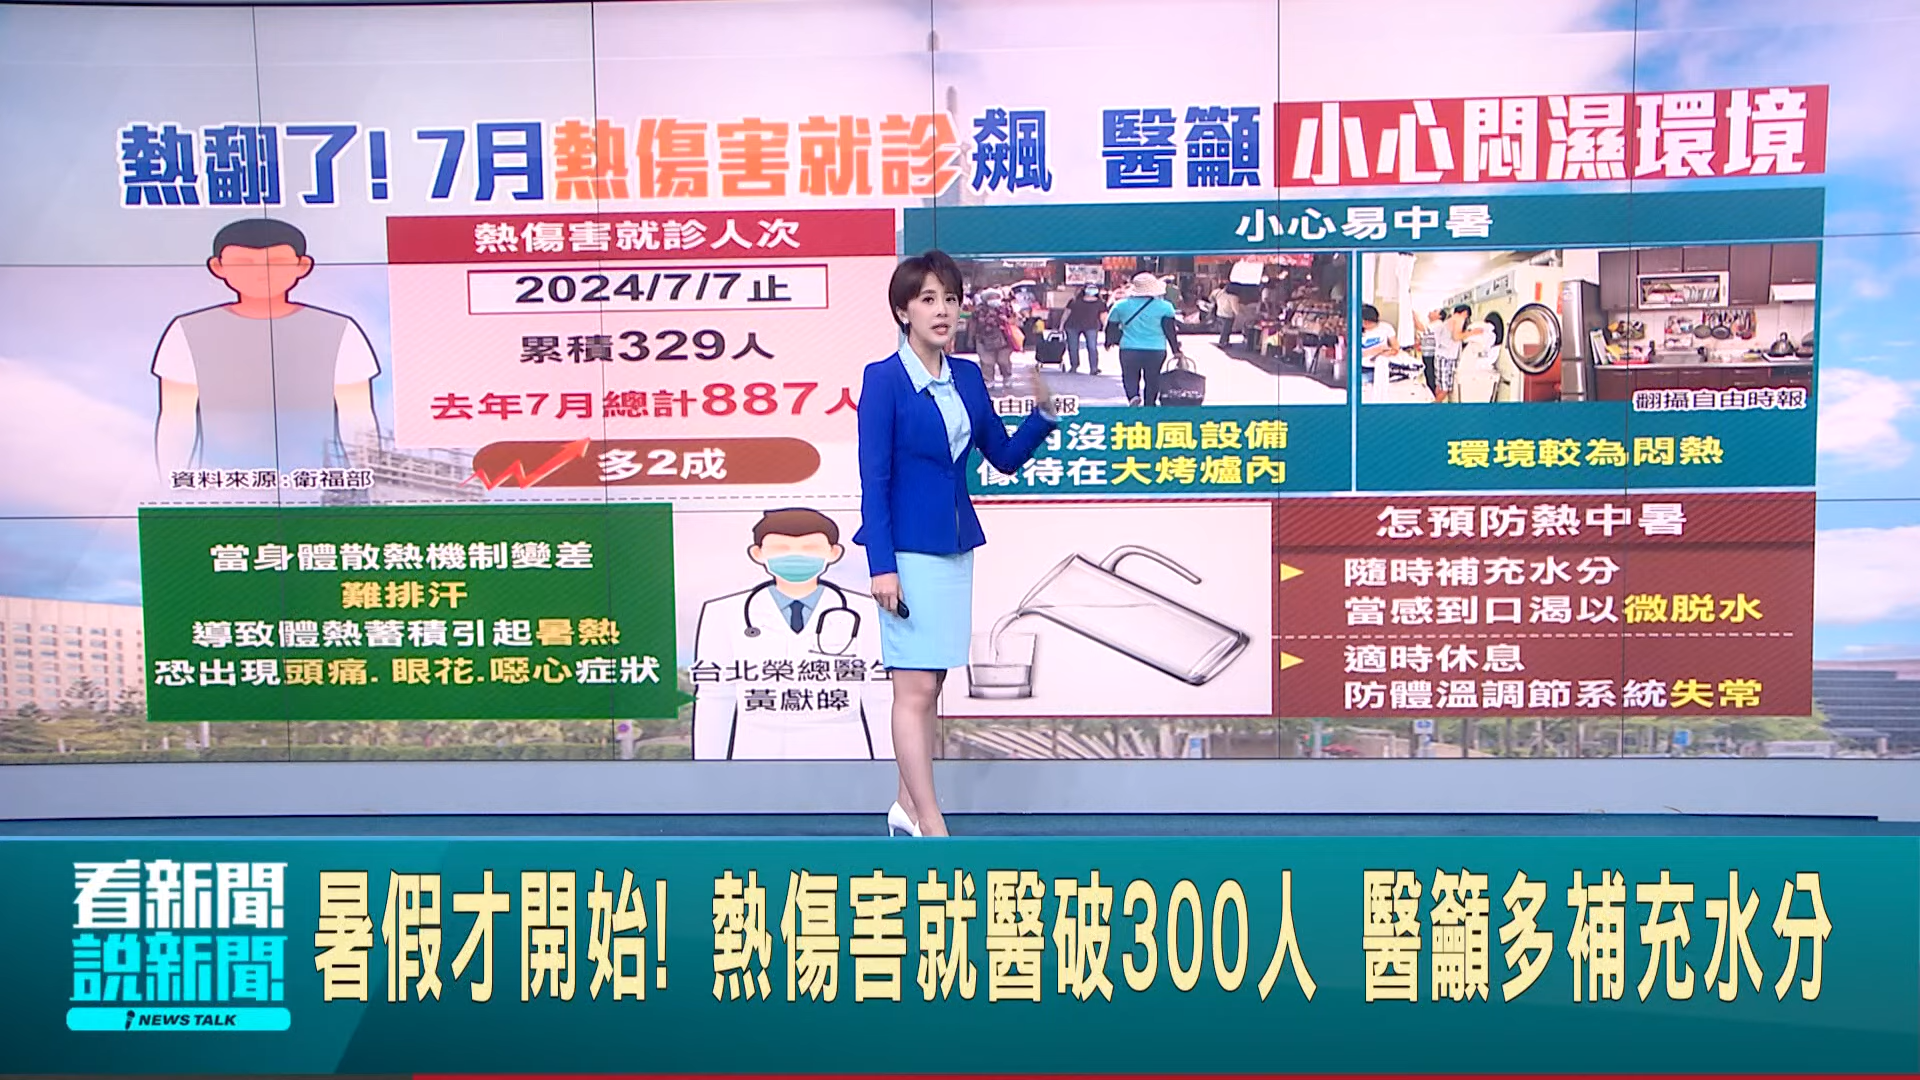 熱翻了! 7月熱傷害就診飆 醫籲小心悶濕環境
熱傷害就診人次
2024/7/7止
累積329人
去年7月總計887人
多2成
資料來源:衛福部
小心易中暑
自由時報
內沒抽風設備
像待在大烤爐內
翻攝自由時報
環境較為悶熱
當身體散熱機制變差
難排汗
導致體熱蓄積引起暑熱
恐出現頭痛.眼花.噁心症狀
台北榮總醫生
黃獻皞
怎預防熱中暑
隨時補充水分
當感到口渴以微脫水
適時休息
防體溫調節系統失常
看新聞
說新聞
NEWS TALK
暑假才開始! 熱傷害就醫破300人 醫籲多補充水分